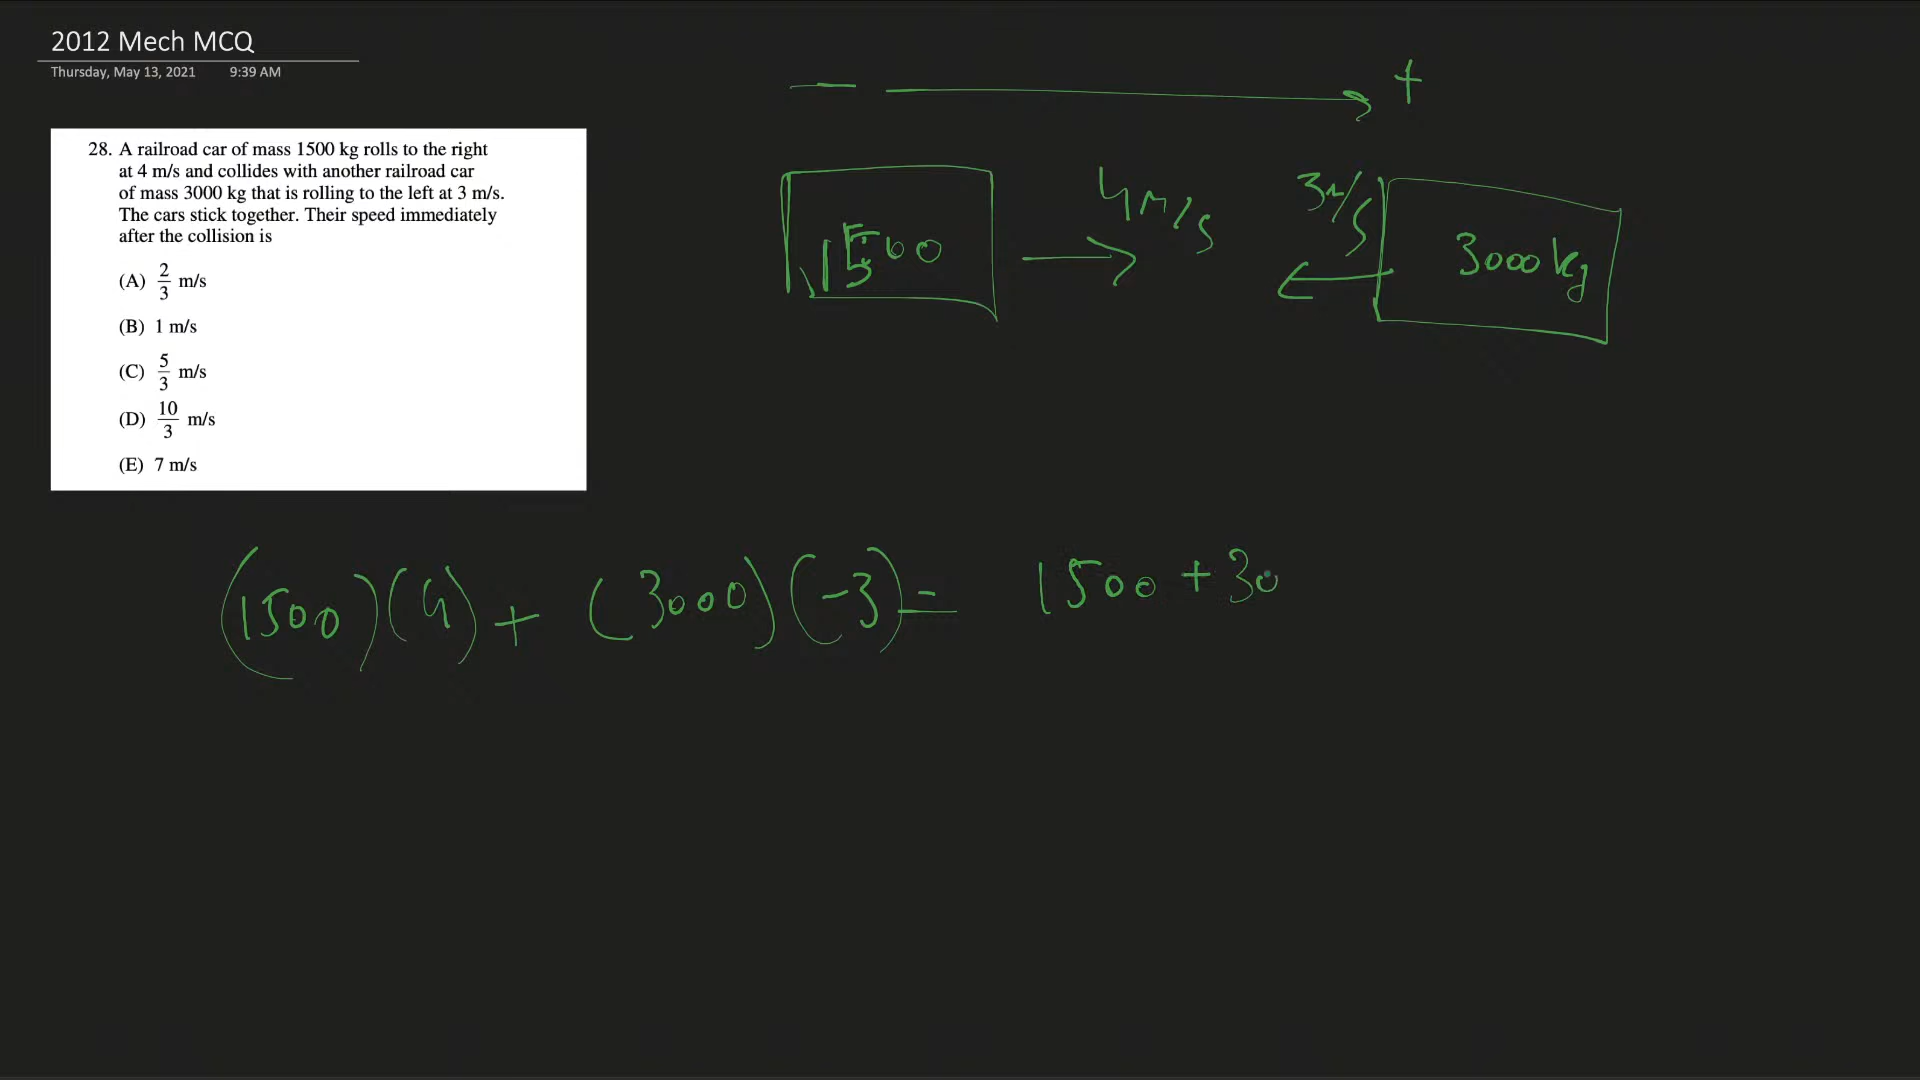 2012 Mech MCQ
Thursday, May 13, 2021 9:39 AM
28. A railroad car of mass 1500 kg rolls to the right
at 4 m/s and collides with another railroad car
of mass 3000 kg that is rolling to the left at 3 m/s.
The cars stick together. Their speed immediately
after the collision is
(A) 2/3 m/s
(B) 1 m/s
(C) 5/3 m/s
(D) 10/3 m/s
(E) 7 m/s
− +
1500 4m/s 3m/s 3000 kg
(1500)(4) + (3000)(-3) = 1500 + 30